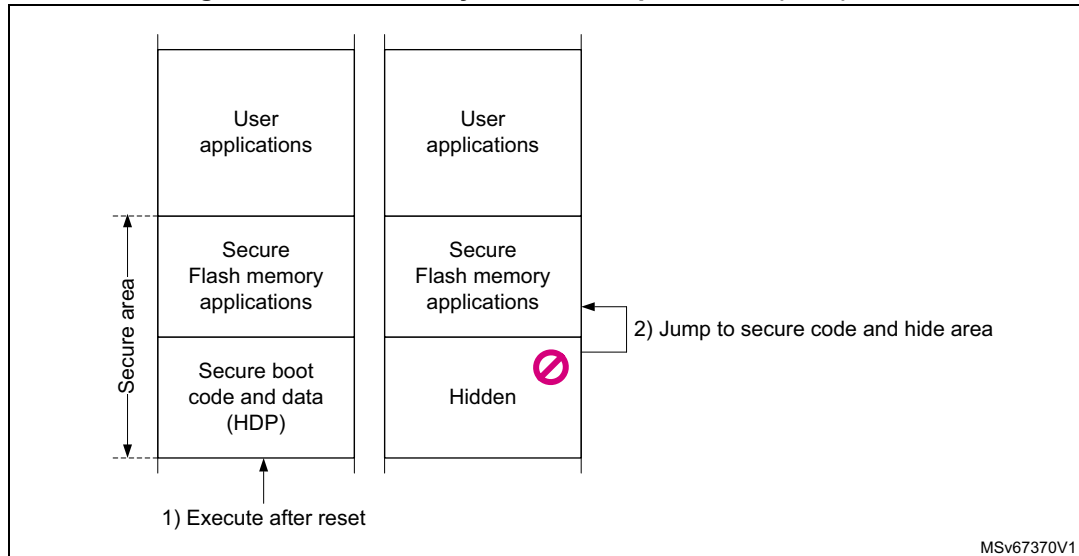 User
applications
User
applications
Secure area
Secure
Flash memory
applications
Secure
Flash memory
applications
2) Jump to secure code and hide area
Secure boot
code and data
(HDP)
Hidden
1) Execute after reset
MSv67370V1